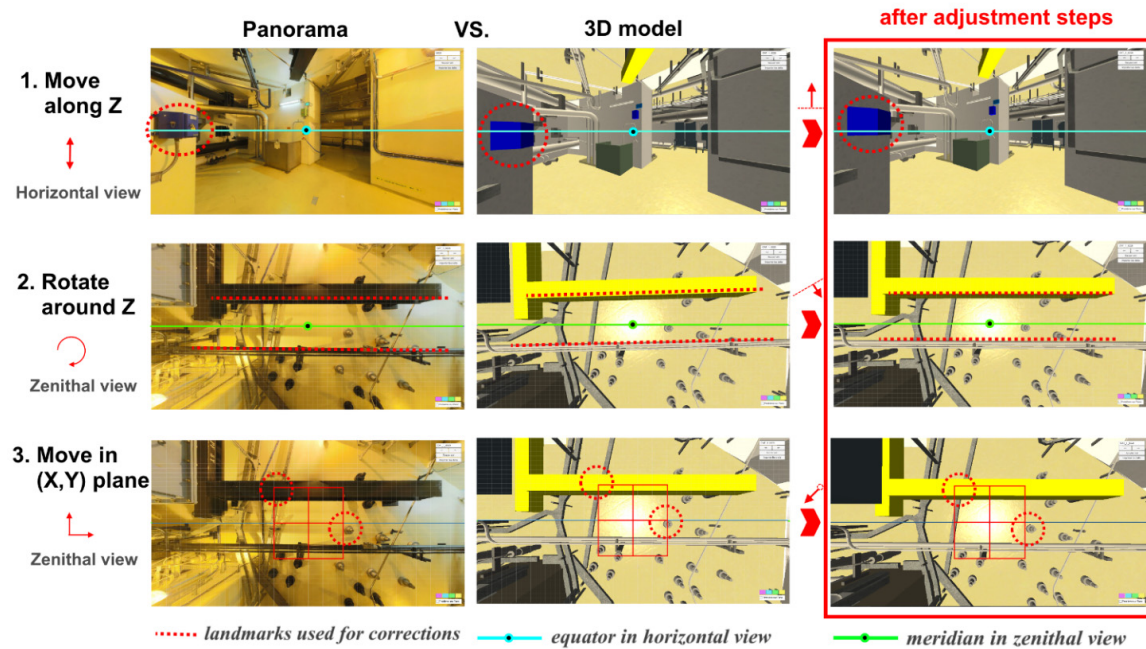 after adjustment steps
Panorama VS. 3D model
1. Move
along Z
Horizontal view
2. Rotate
around Z
Zenithal view
3. Move in
(X,Y) plane
Zenithal view
landmarks used for corrections
equator in horizontal view
meridian in zenithal view